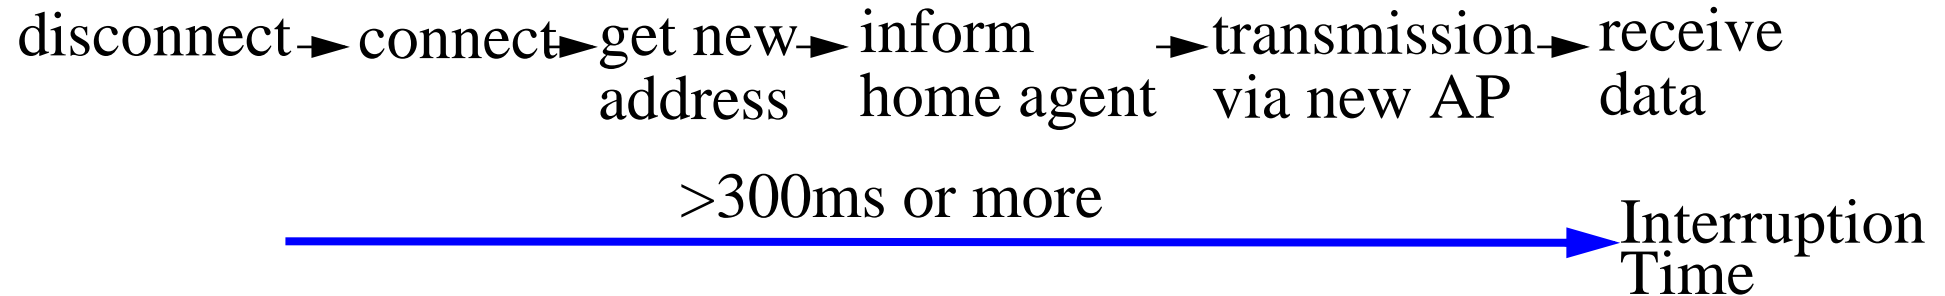 disconnect connect get new inform transmission receive
address home agent via new AP data
>300ms or more
Interruption
Time